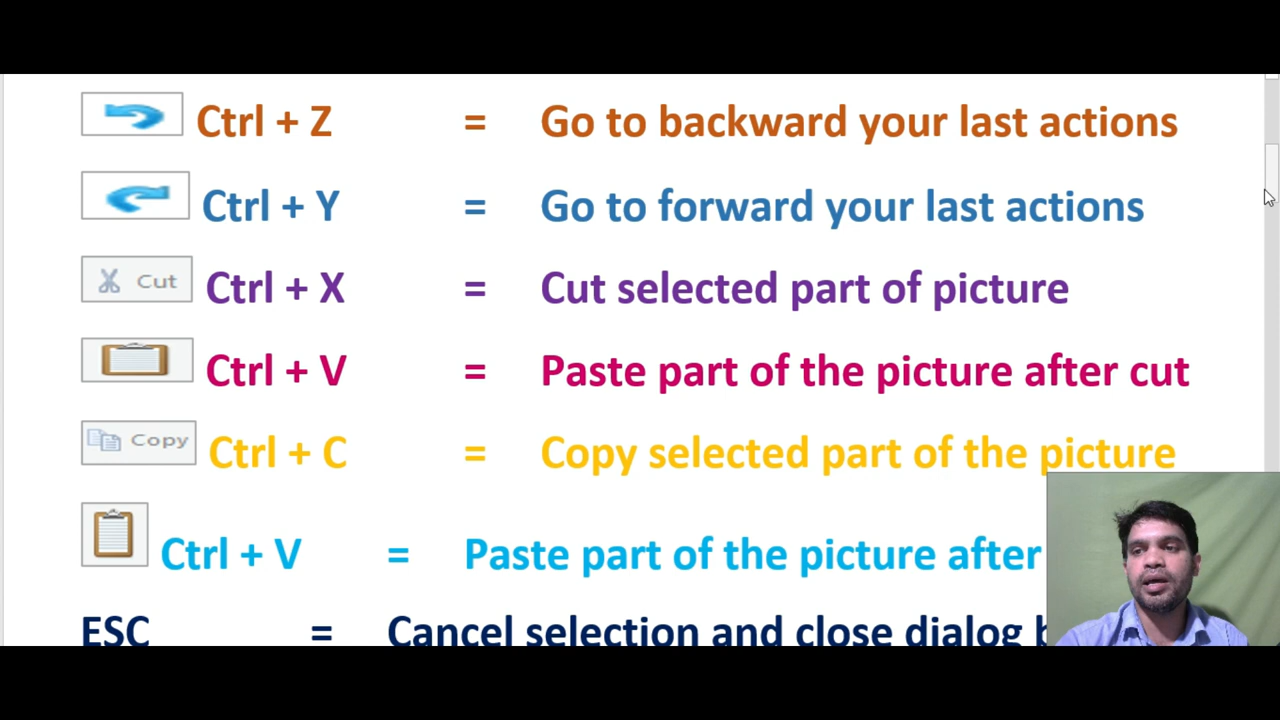 Ctrl + Z = Go to backward your last actions
Ctrl + Y = Go to forward your last actions
Cut Ctrl + X = Cut selected part of picture
Ctrl + V = Paste part of the picture after cut
Copy Ctrl + C = Copy selected part of the picture
Ctrl + V = Paste part of the picture after
ESC = Cancel selection and close dialog